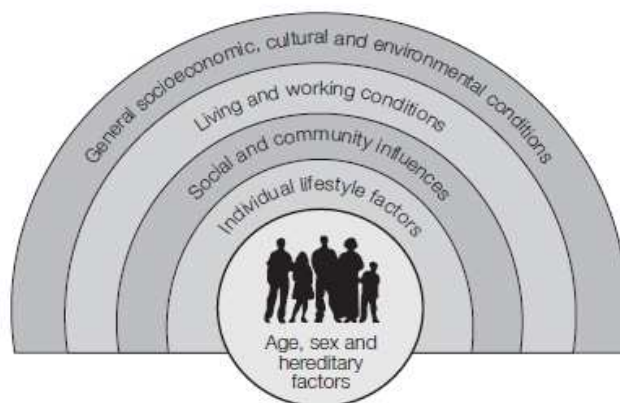 General socioeconomic, cultural and environmental conditions
Living and working conditions
Social and community influences
Individual lifestyle factors
Age, sex and
hereditary
factors